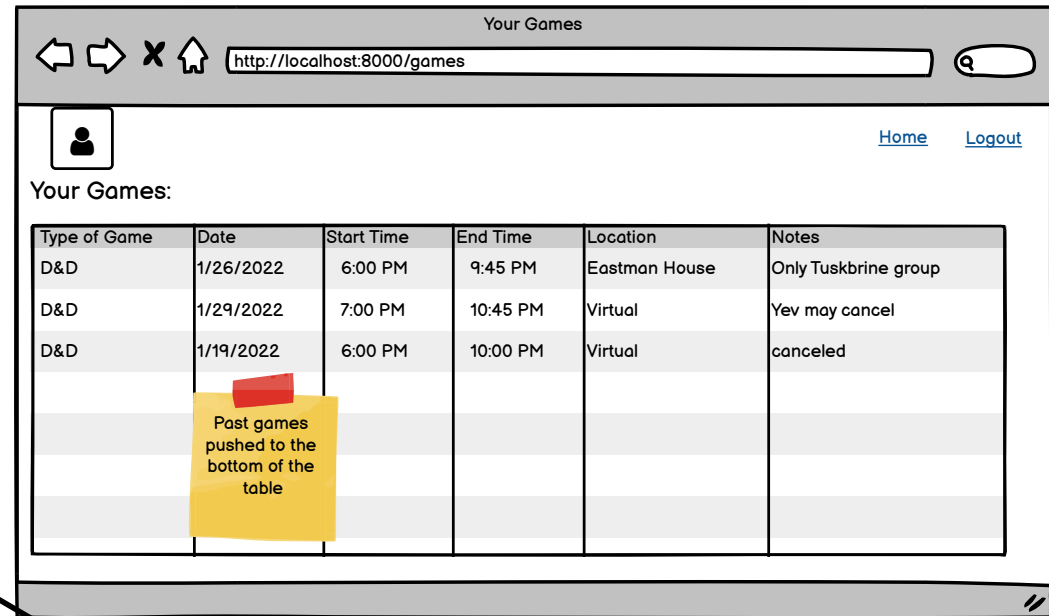 Your Games
http://localhost:8000/games
Home Logout
Your Games:
Type of Game Date Start Time End Time Location Notes
D&D 1/26/2022 6:00 PM 9:45 PM Eastman House Only Tuskbrine group
D&D 1/29/2022 7:00 PM 10:45 PM Virtual Yev may cancel
D&D 1/19/2022 6:00 PM 10:00 PM Virtual canceled
Past games
pushed to the
bottom of the
table